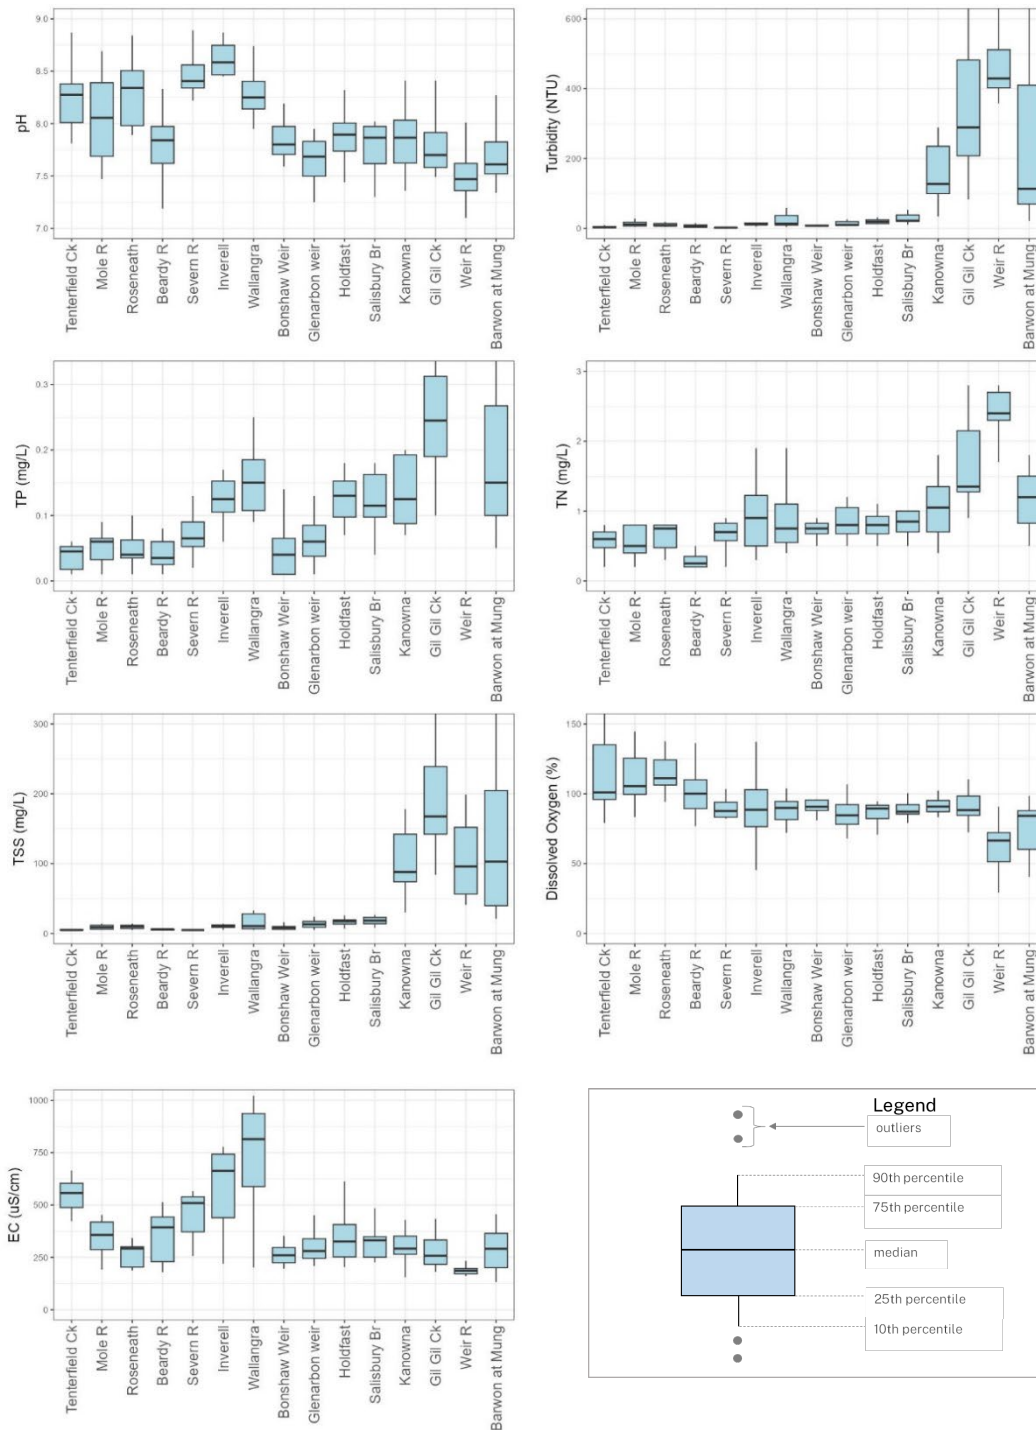 pH
9.0
8.5
8.0
7.5
7.0
Tenterfield Ck
Mole R
Roseneath
Beardy R
Severn R
Inverell
Wallangra
Bonshaw Weir
Glenarbon weir
Holdfast
Salisbury Br
Kanowna
Gil Gil Ck
Weir R
Barwon at Mung
Turbidity (NTU)
600
400
200
0
Tenterfield Ck
Mole R
Roseneath
Beardy R
Severn R
Inverell
Wallangra
Bonshaw Weir
Glenarbon weir
Holdfast
Salisbury Br
Kanowna
Gil Gil Ck
Weir R
Barwon at Mung
TP (mg/L)
0.3
0.2
0.1
0.0
Tenterfield Ck
Mole R
Roseneath
Beardy R
Severn R
Inverell
Wallangra
Bonshaw Weir
Glenarbon weir
Holdfast
Salisbury Br
Kanowna
Gil Gil Ck
Weir R
Barwon at Mung
TN (mg/L)
3
2
1
0
Tenterfield Ck
Mole R
Roseneath
Beardy R
Severn R
Inverell
Wallangra
Bonshaw Weir
Glenarbon weir
Holdfast
Salisbury Br
Kanowna
Gil Gil Ck
Weir R
Barwon at Mung
TSS (mg/L)
300
200
100
0
Tenterfield Ck
Mole R
Roseneath
Beardy R
Severn R
Inverell
Wallangra
Bonshaw Weir
Glenarbon weir
Holdfast
Salisbury Br
Kanowna
Gil Gil Ck
Weir R
Barwon at Mung
Dissolved Oxygen (%)
150
100
50
0
Tenterfield Ck
Mole R
Roseneath
Beardy R
Severn R
Inverell
Wallangra
Bonshaw Weir
Glenarbon weir
Holdfast
Salisbury Br
Kanowna
Gil Gil Ck
Weir R
Barwon at Mung
EC (uS/cm)
1000
750
500
250
0
Tenterfield Ck
Mole R
Roseneath
Beardy R
Severn R
Inverell
Wallangra
Bonshaw Weir
Glenarbon weir
Holdfast
Salisbury Br
Kanowna
Gil Gil Ck
Weir R
Barwon at Mung
Legend
outliers
90th percentile
75th percentile
median
25th percentile
10th percentile